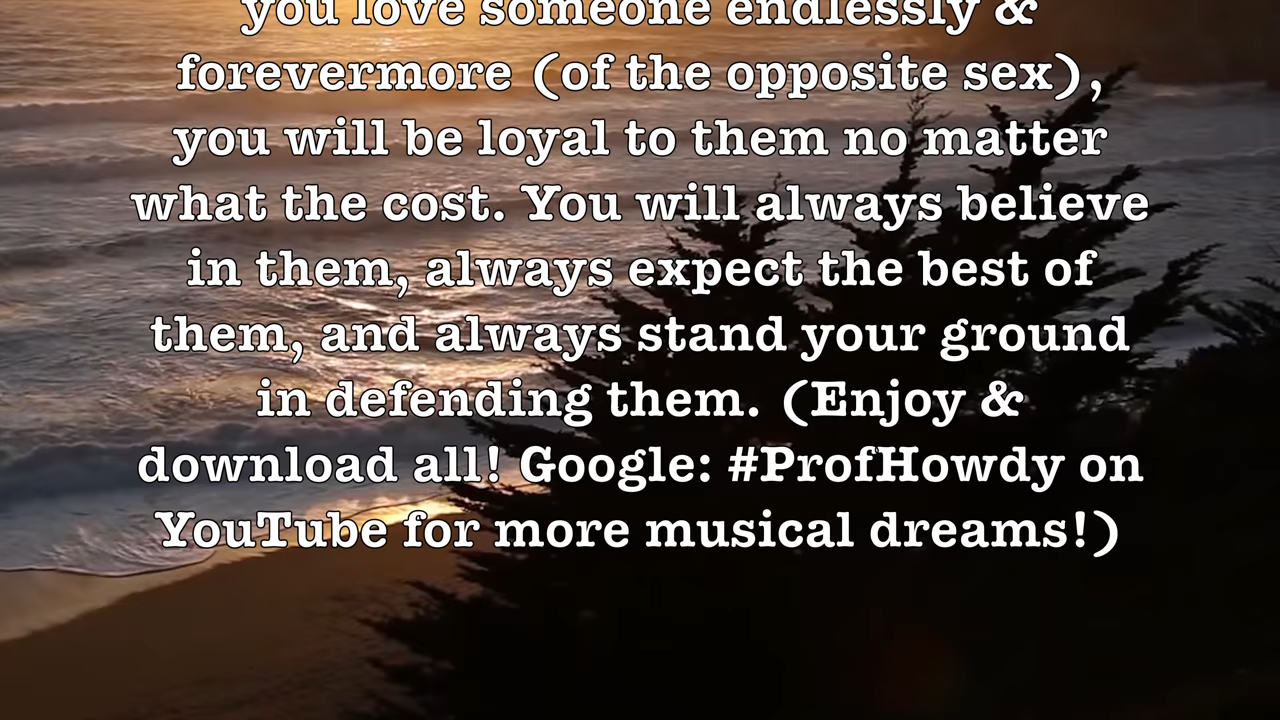 you love someone endlessly &
forevermore (of the opposite sex),
you will be loyal to them no matter
what the cost. You will always believe
in them, always expect the best of
them, and always stand your ground
in defending them. (Enjoy &
download all! Google: #ProfHowdy on
YouTube for more musical dreams!)